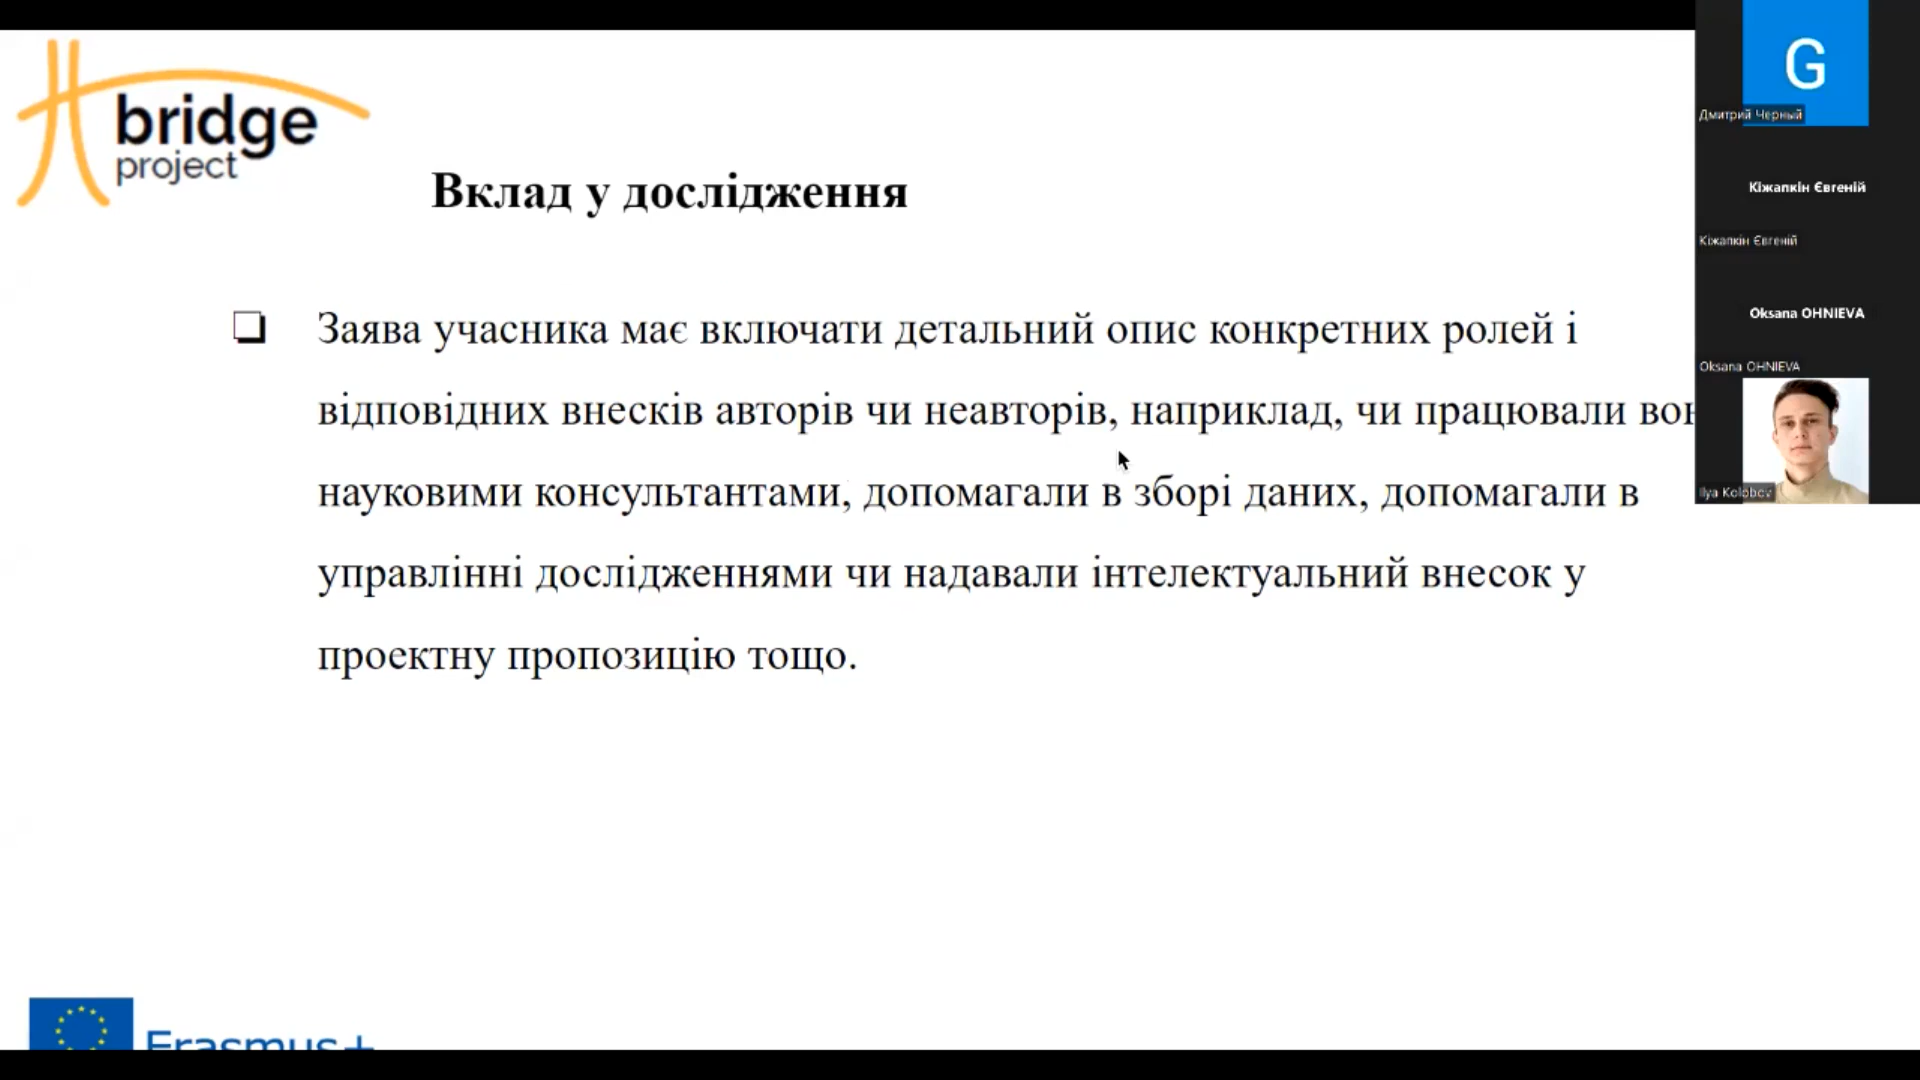 bridge
project
Вклад у дослідження
Заява учасника має включати детальний опис конкретних ролей і
відповідних внесків авторів чи неавторів, наприклад, чи працювали
науковими консультантами, допомагали в зборі даних, допомагали в
управлінні дослідженнями чи надавали інтелектуальний внесок у
проектну пропозицію тощо.
Erasmus+
G
Дмитрий Черный
Кіжапкін Євгеній
Кіжапкін Євгеній
Oksana OHNIEVA
Oksana OHNIEVA
Ilya Kolobov